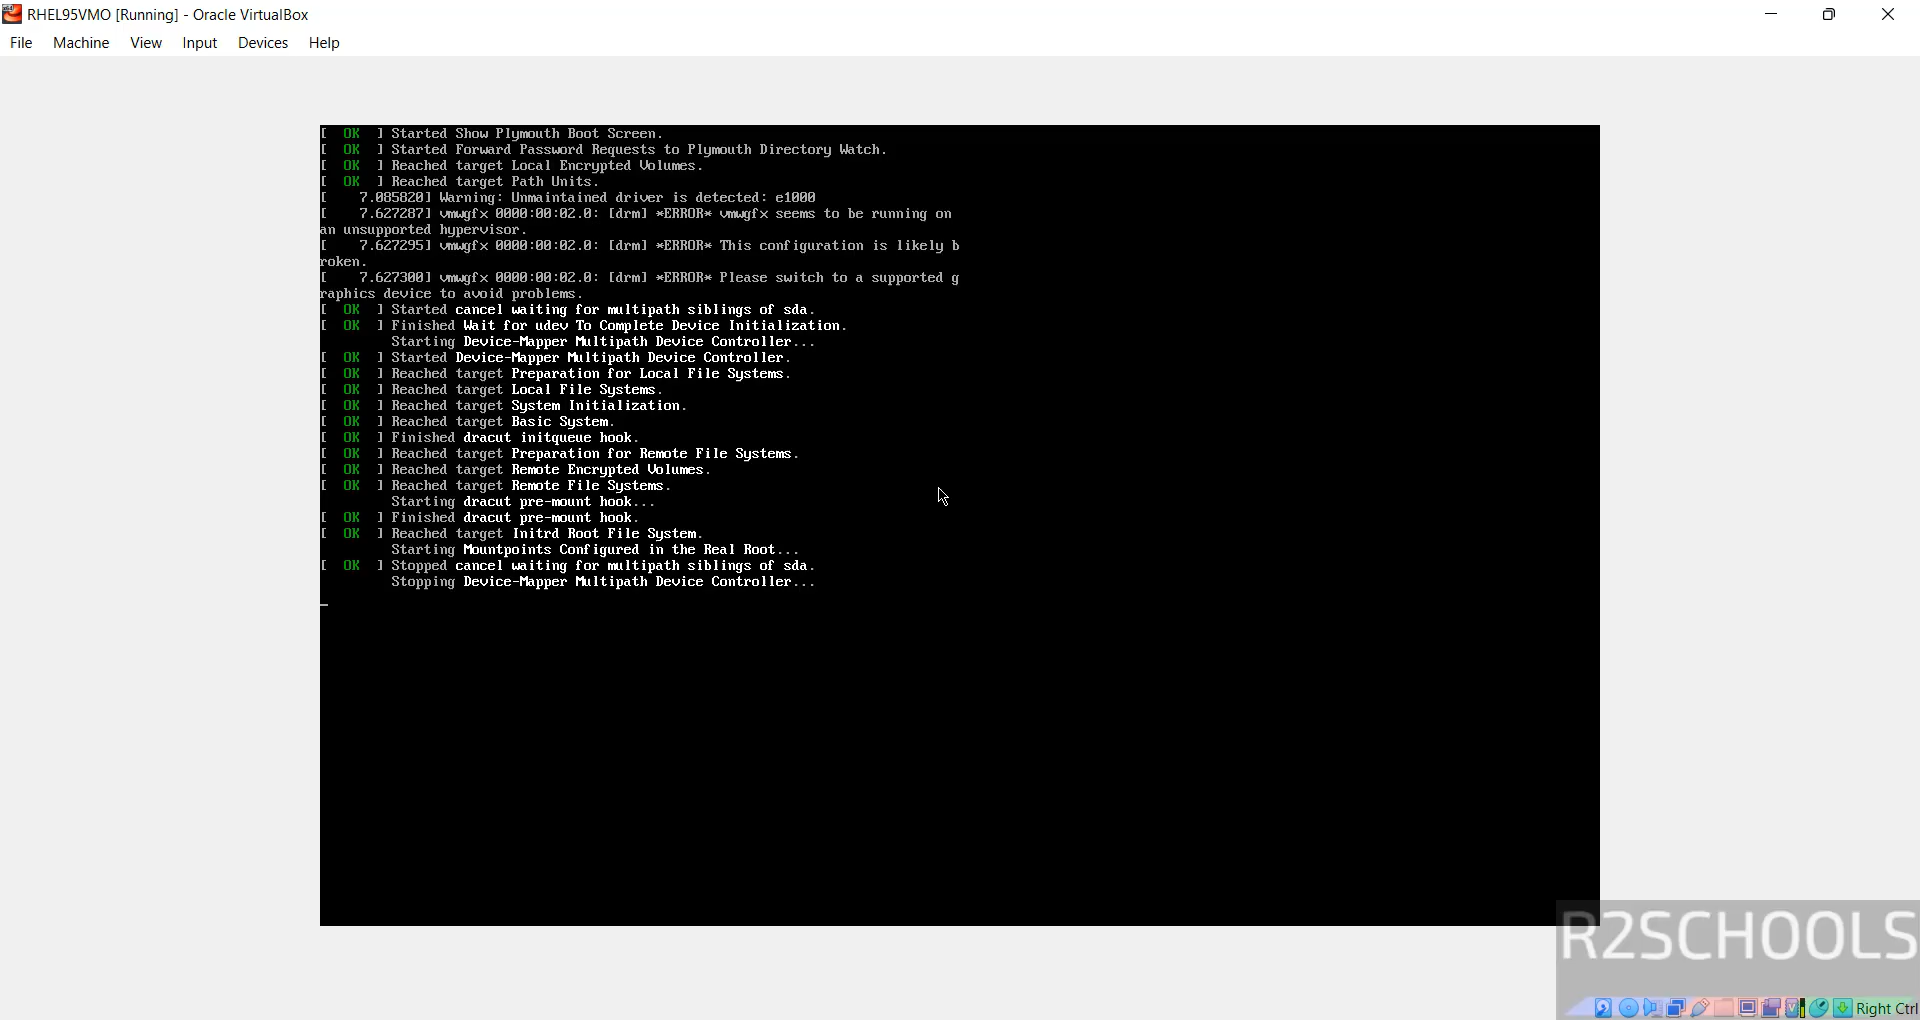 RHEL95VMO [Running] - Oracle VirtualBox
File Machine View Input Devices Help
[  OK  ] Started Show Plymouth Boot Screen.
[  OK  ] Started Forward Password Requests to Plymouth Directory Watch.
[  OK  ] Reached target Local Encrypted Volumes.
[  OK  ] Reached target Path Units.
[    7.085820] Warning: Unmaintained driver is detected: e1000
[    7.627287] vmwgfx 0000:00:02.0: [drm] *ERROR* vmwgfx seems to be running on
an unsupported hypervisor.
[    7.627295] vmwgfx 0000:00:02.0: [drm] *ERROR* This configuration is likely b
roken.
[    7.627300] vmwgfx 0000:00:02.0: [drm] *ERROR* Please switch to a supported g
raphics device to avoid problems.
[  OK  ] Started cancel waiting for multipath siblings of sda.
[  OK  ] Finished Wait for udev To Complete Device Initialization.
Starting Device-Mapper Multipath Device Controller...
[  OK  ] Started Device-Mapper Multipath Device Controller.
[  OK  ] Reached target Preparation for Local File Systems.
[  OK  ] Reached target Local File Systems.
[  OK  ] Reached target System Initialization.
[  OK  ] Reached target Basic System.
[  OK  ] Finished dracut initqueue hook.
[  OK  ] Reached target Preparation for Remote File Systems.
[  OK  ] Reached target Remote Encrypted Volumes.
[  OK  ] Reached target Remote File Systems.
Starting dracut pre-mount hook...
[  OK  ] Finished dracut pre-mount hook.
[  OK  ] Reached target Initrd Root File System.
Starting Mountpoints Configured in the Real Root...
[  OK  ] Stopped cancel waiting for multipath siblings of sda.
Stopping Device-Mapper Multipath Device Controller...
R2SCHOOLS
Right Ctrl